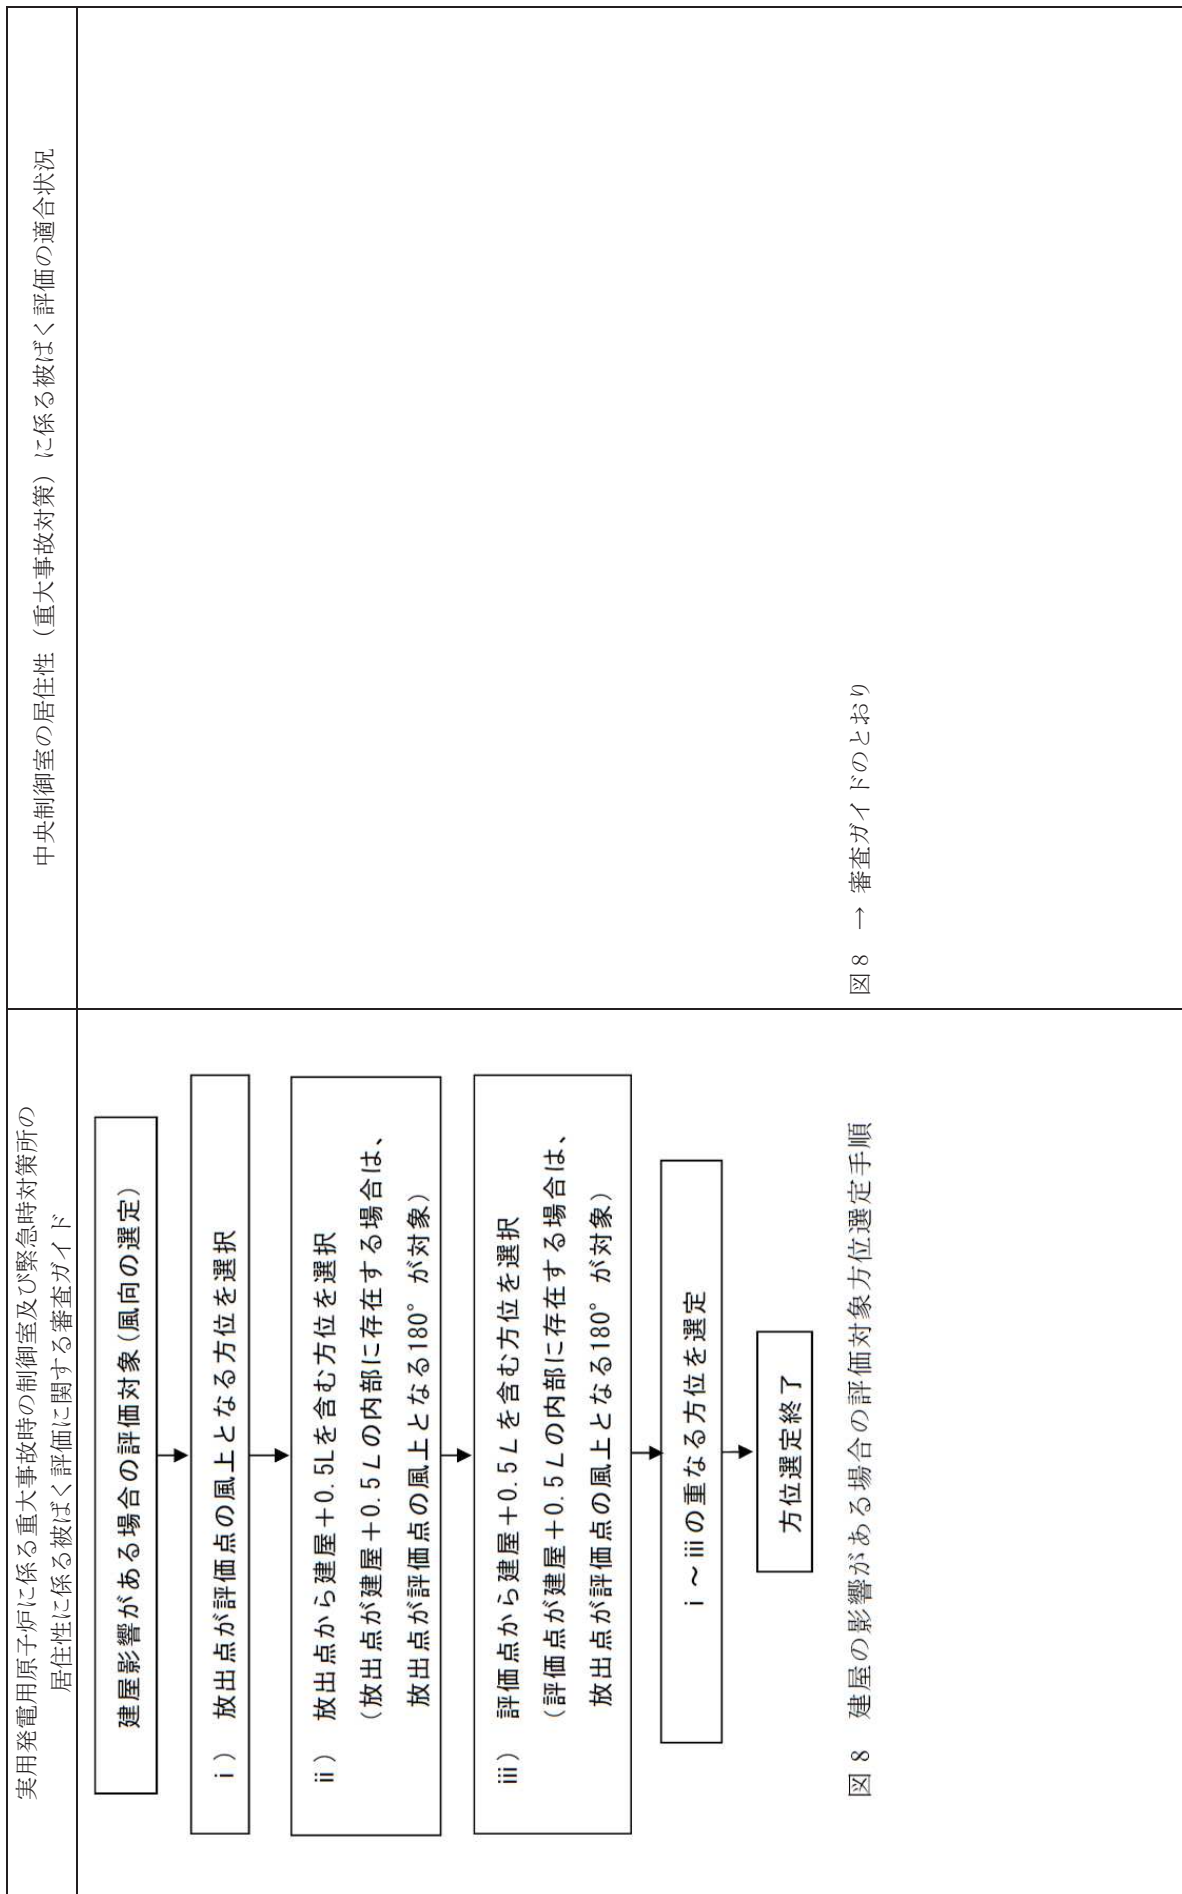 実用発電用原子炉に係る重大事故時の制御室及び緊急時対策所の
居住性に係る被ばく評価に関する審査ガイド
中央制御室の居住性（重大事故対策）に係る被ばく評価の適合状況
建屋影響がある場合の評価対象（風向の選定）
ⅰ） 放出点が評価点の風上となる方位を選択
ⅱ） 放出点から建屋＋0.5Lを含む方位を選択
（放出点が建屋＋0.5Lの内部に存在する場合は、
放出点が評価点の風上となる180°が対象）
ⅲ） 評価点から建屋＋0.5Lを含む方位を選択
（評価点が建屋＋0.5Lの内部に存在する場合は、
放出点が評価点の風上となる180°が対象）
ⅰ～ⅲの重なる方位を選定
方位選定終了
図８ 建屋の影響がある場合の評価対象方位選定手順
図８ → 審査ガイドのとおり